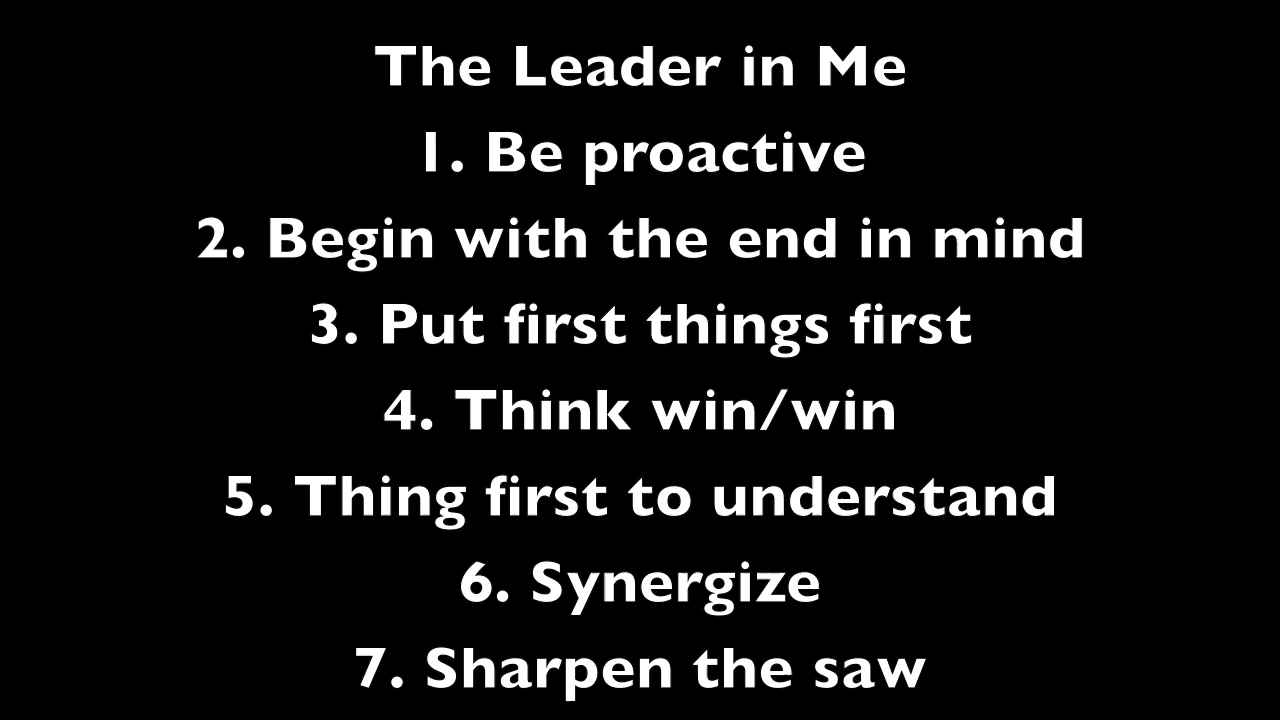 The Leader in Me
1. Be proactive
2. Begin with the end in mind
3. Put first things first
4. Think win/win
5. Thing first to understand
6. Synergize
7. Sharpen the saw